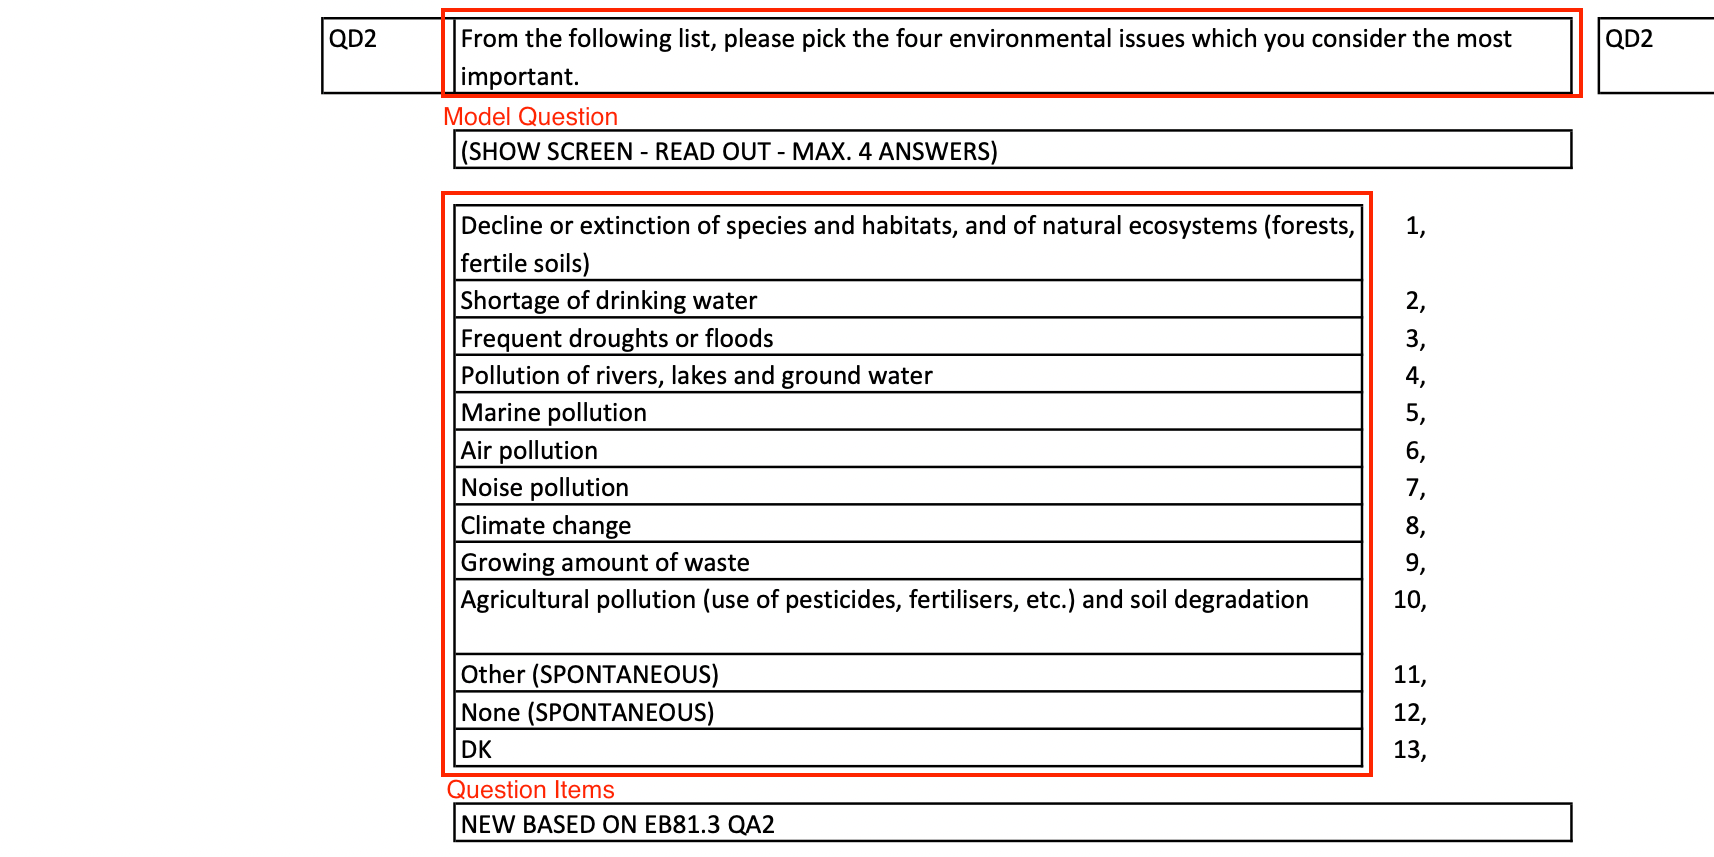 QD2
From the following list, please pick the four environmental issues which you consider the most
important.
QD2
Model Question
(SHOW SCREEN - READ OUT - MAX. 4 ANSWERS)
Decline or extinction of species and habitats, and of natural ecosystems (forests, 1,
fertile soils)
Shortage of drinking water 2,
Frequent droughts or floods 3,
Pollution of rivers, lakes and ground water 4,
Marine pollution 5,
Air pollution 6,
Noise pollution 7,
Climate change 8,
Growing amount of waste 9,
Agricultural pollution (use of pesticides, fertilisers, etc.) and soil degradation 10,
Other (SPONTANEOUS) 11,
None (SPONTANEOUS) 12,
DK 13,
Question Items
NEW BASED ON EB81.3 QA2